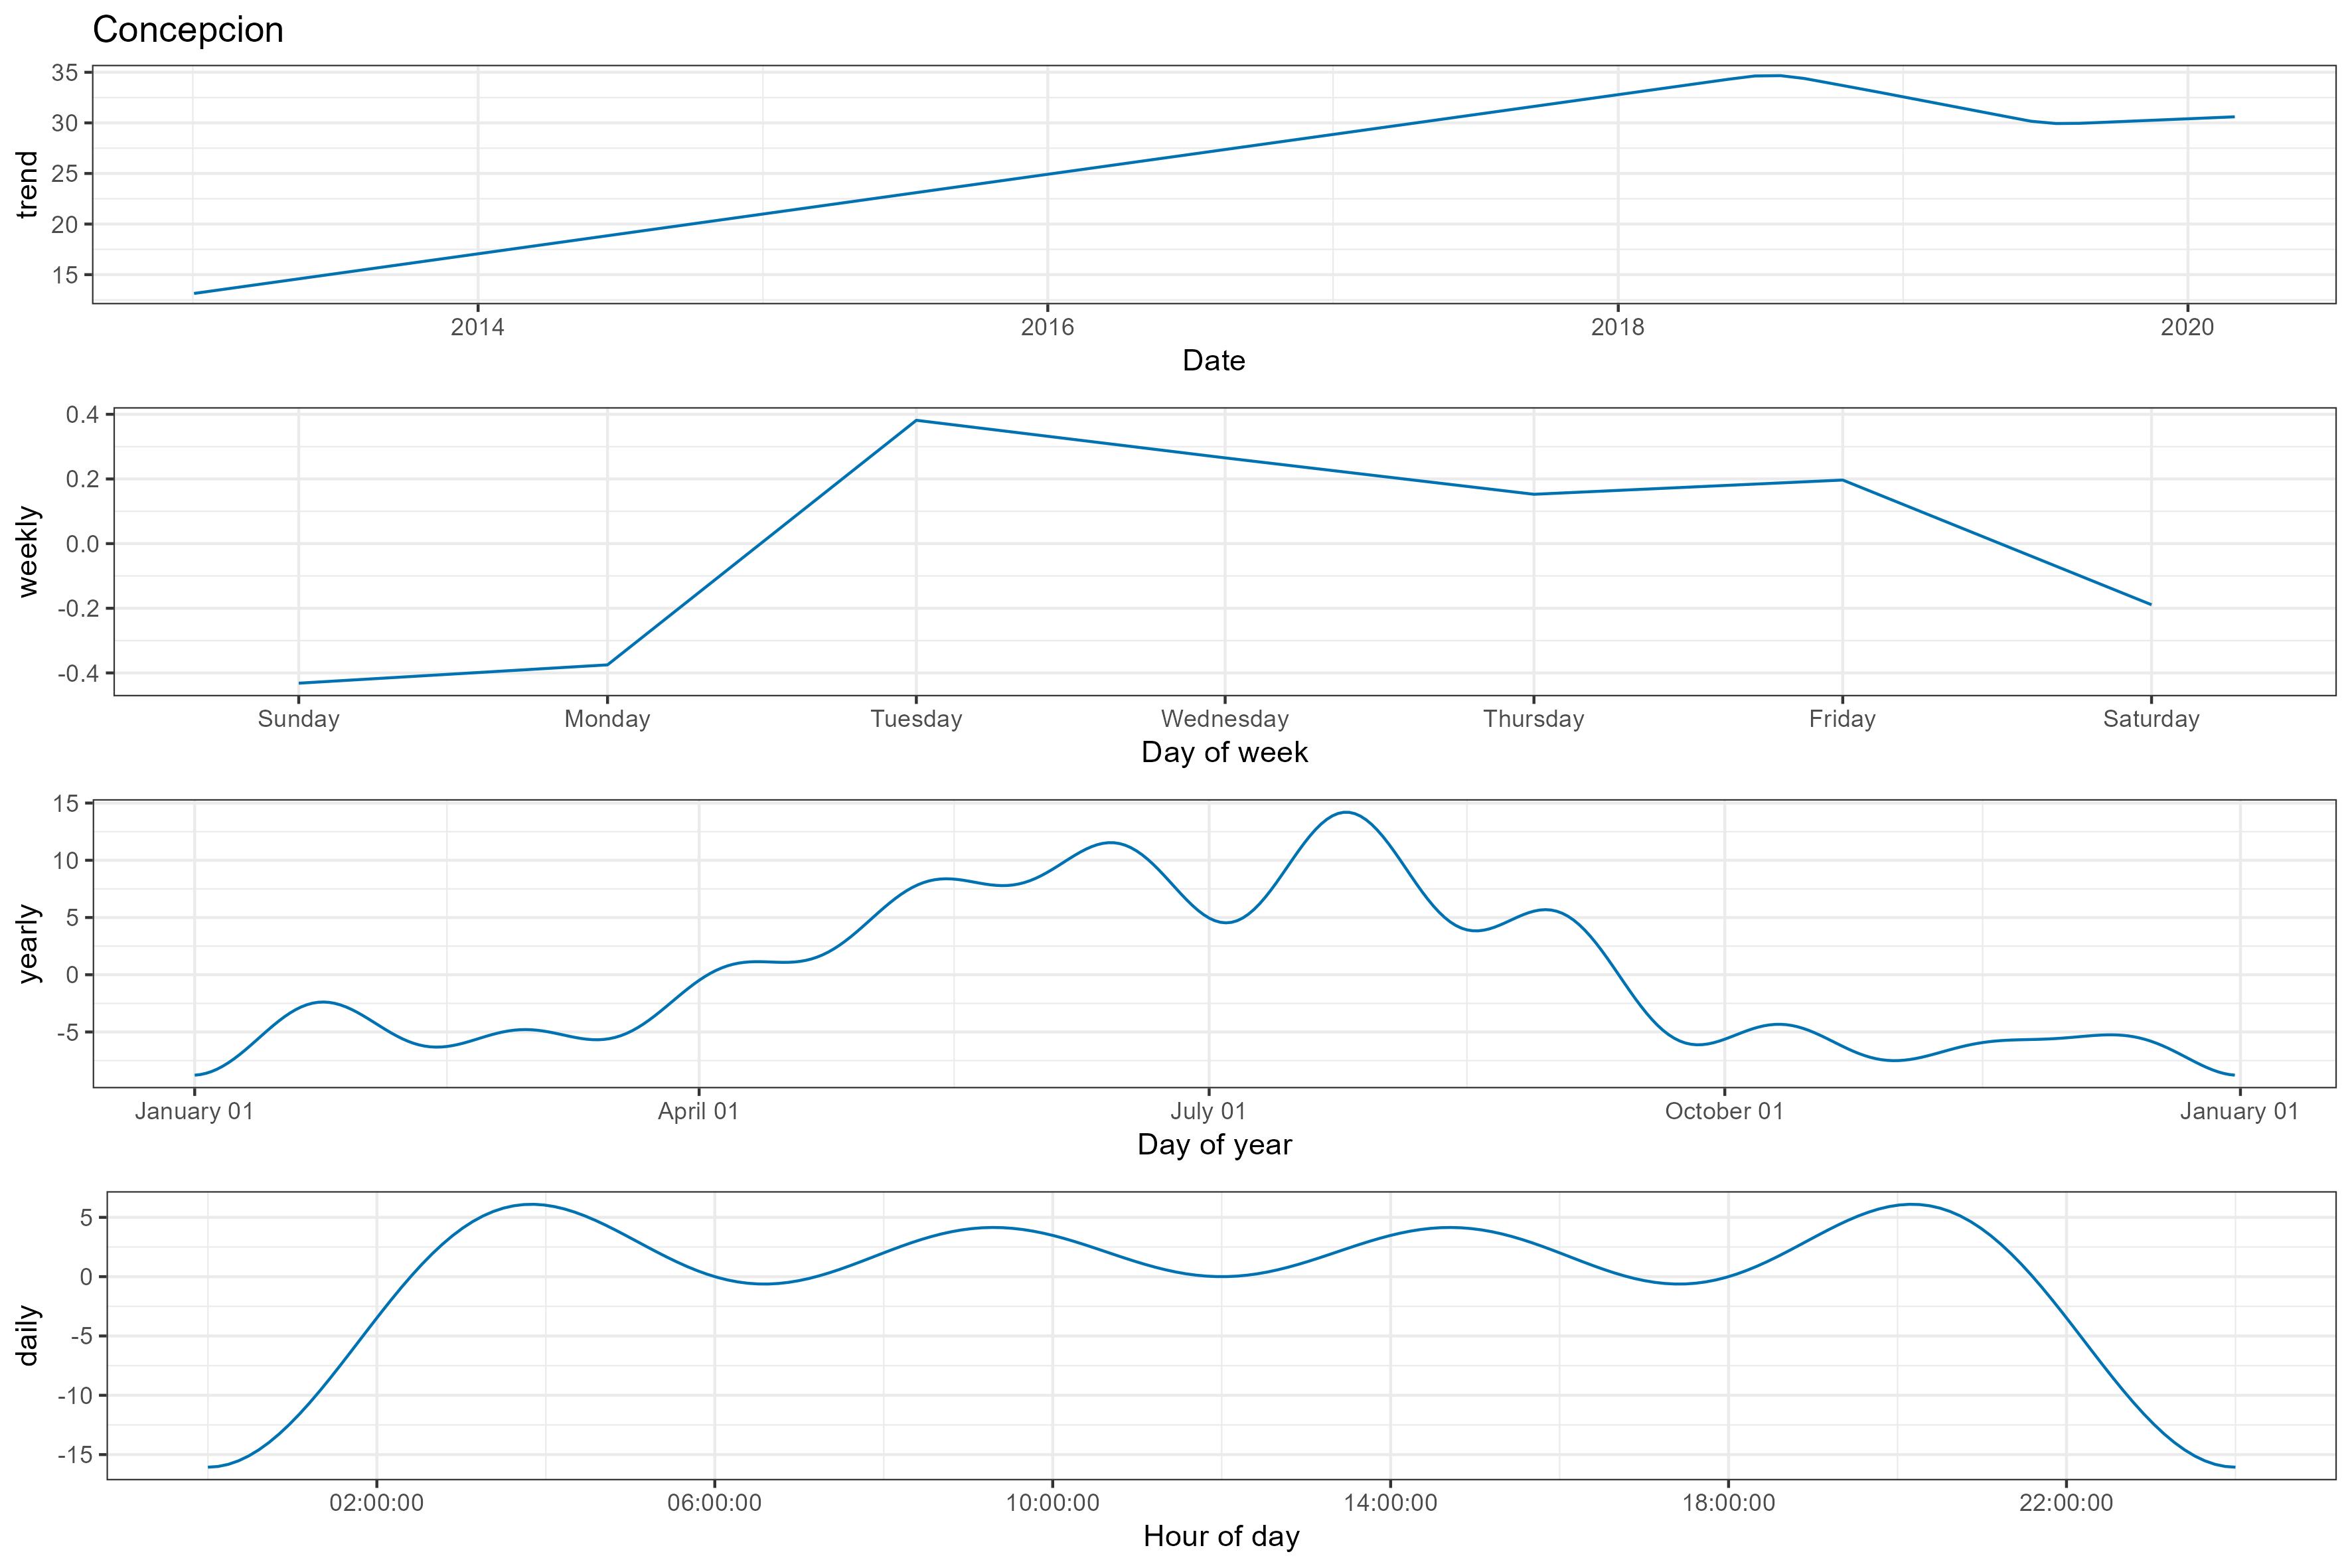 Concepcion
35
30
25
20
15
trend
2014 2016 2018 2020
Date
0.4
0.2
0.0
-0.2
-0.4
weekly
Sunday Monday Tuesday Wednesday Thursday Friday Saturday
Day of week
15
10
5
0
-5
yearly
January 01 April 01 July 01 October 01 January 01
Day of year
5
0
-5
-10
-15
daily
02:00:00 06:00:00 10:00:00 14:00:00 18:00:00 22:00:00
Hour of day